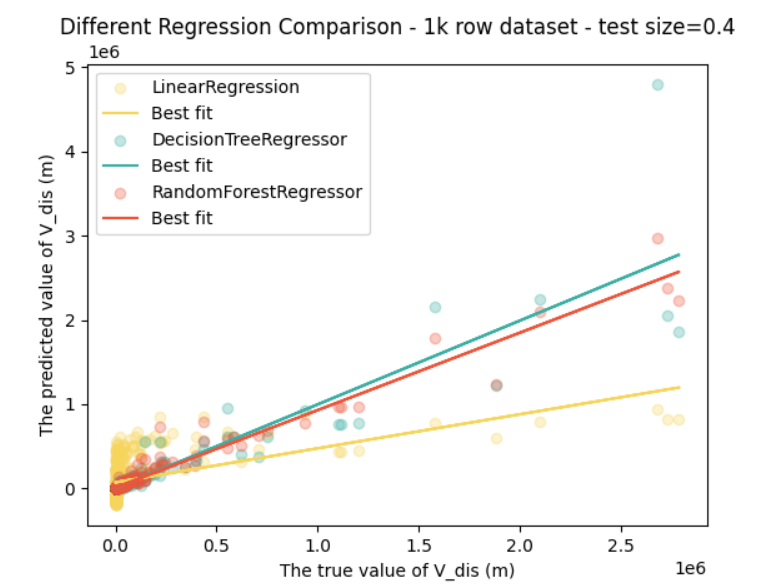 Different Regression Comparison - 1k row dataset - test size=0.4
1e6
5
4
3
2
1
0
The predicted value of V_dis (m)
LinearRegression
Best fit
DecisionTreeRegressor
Best fit
RandomForestRegressor
Best fit
0.0 0.5 1.0 1.5 2.0 2.5
1e6
The true value of V_dis (m)